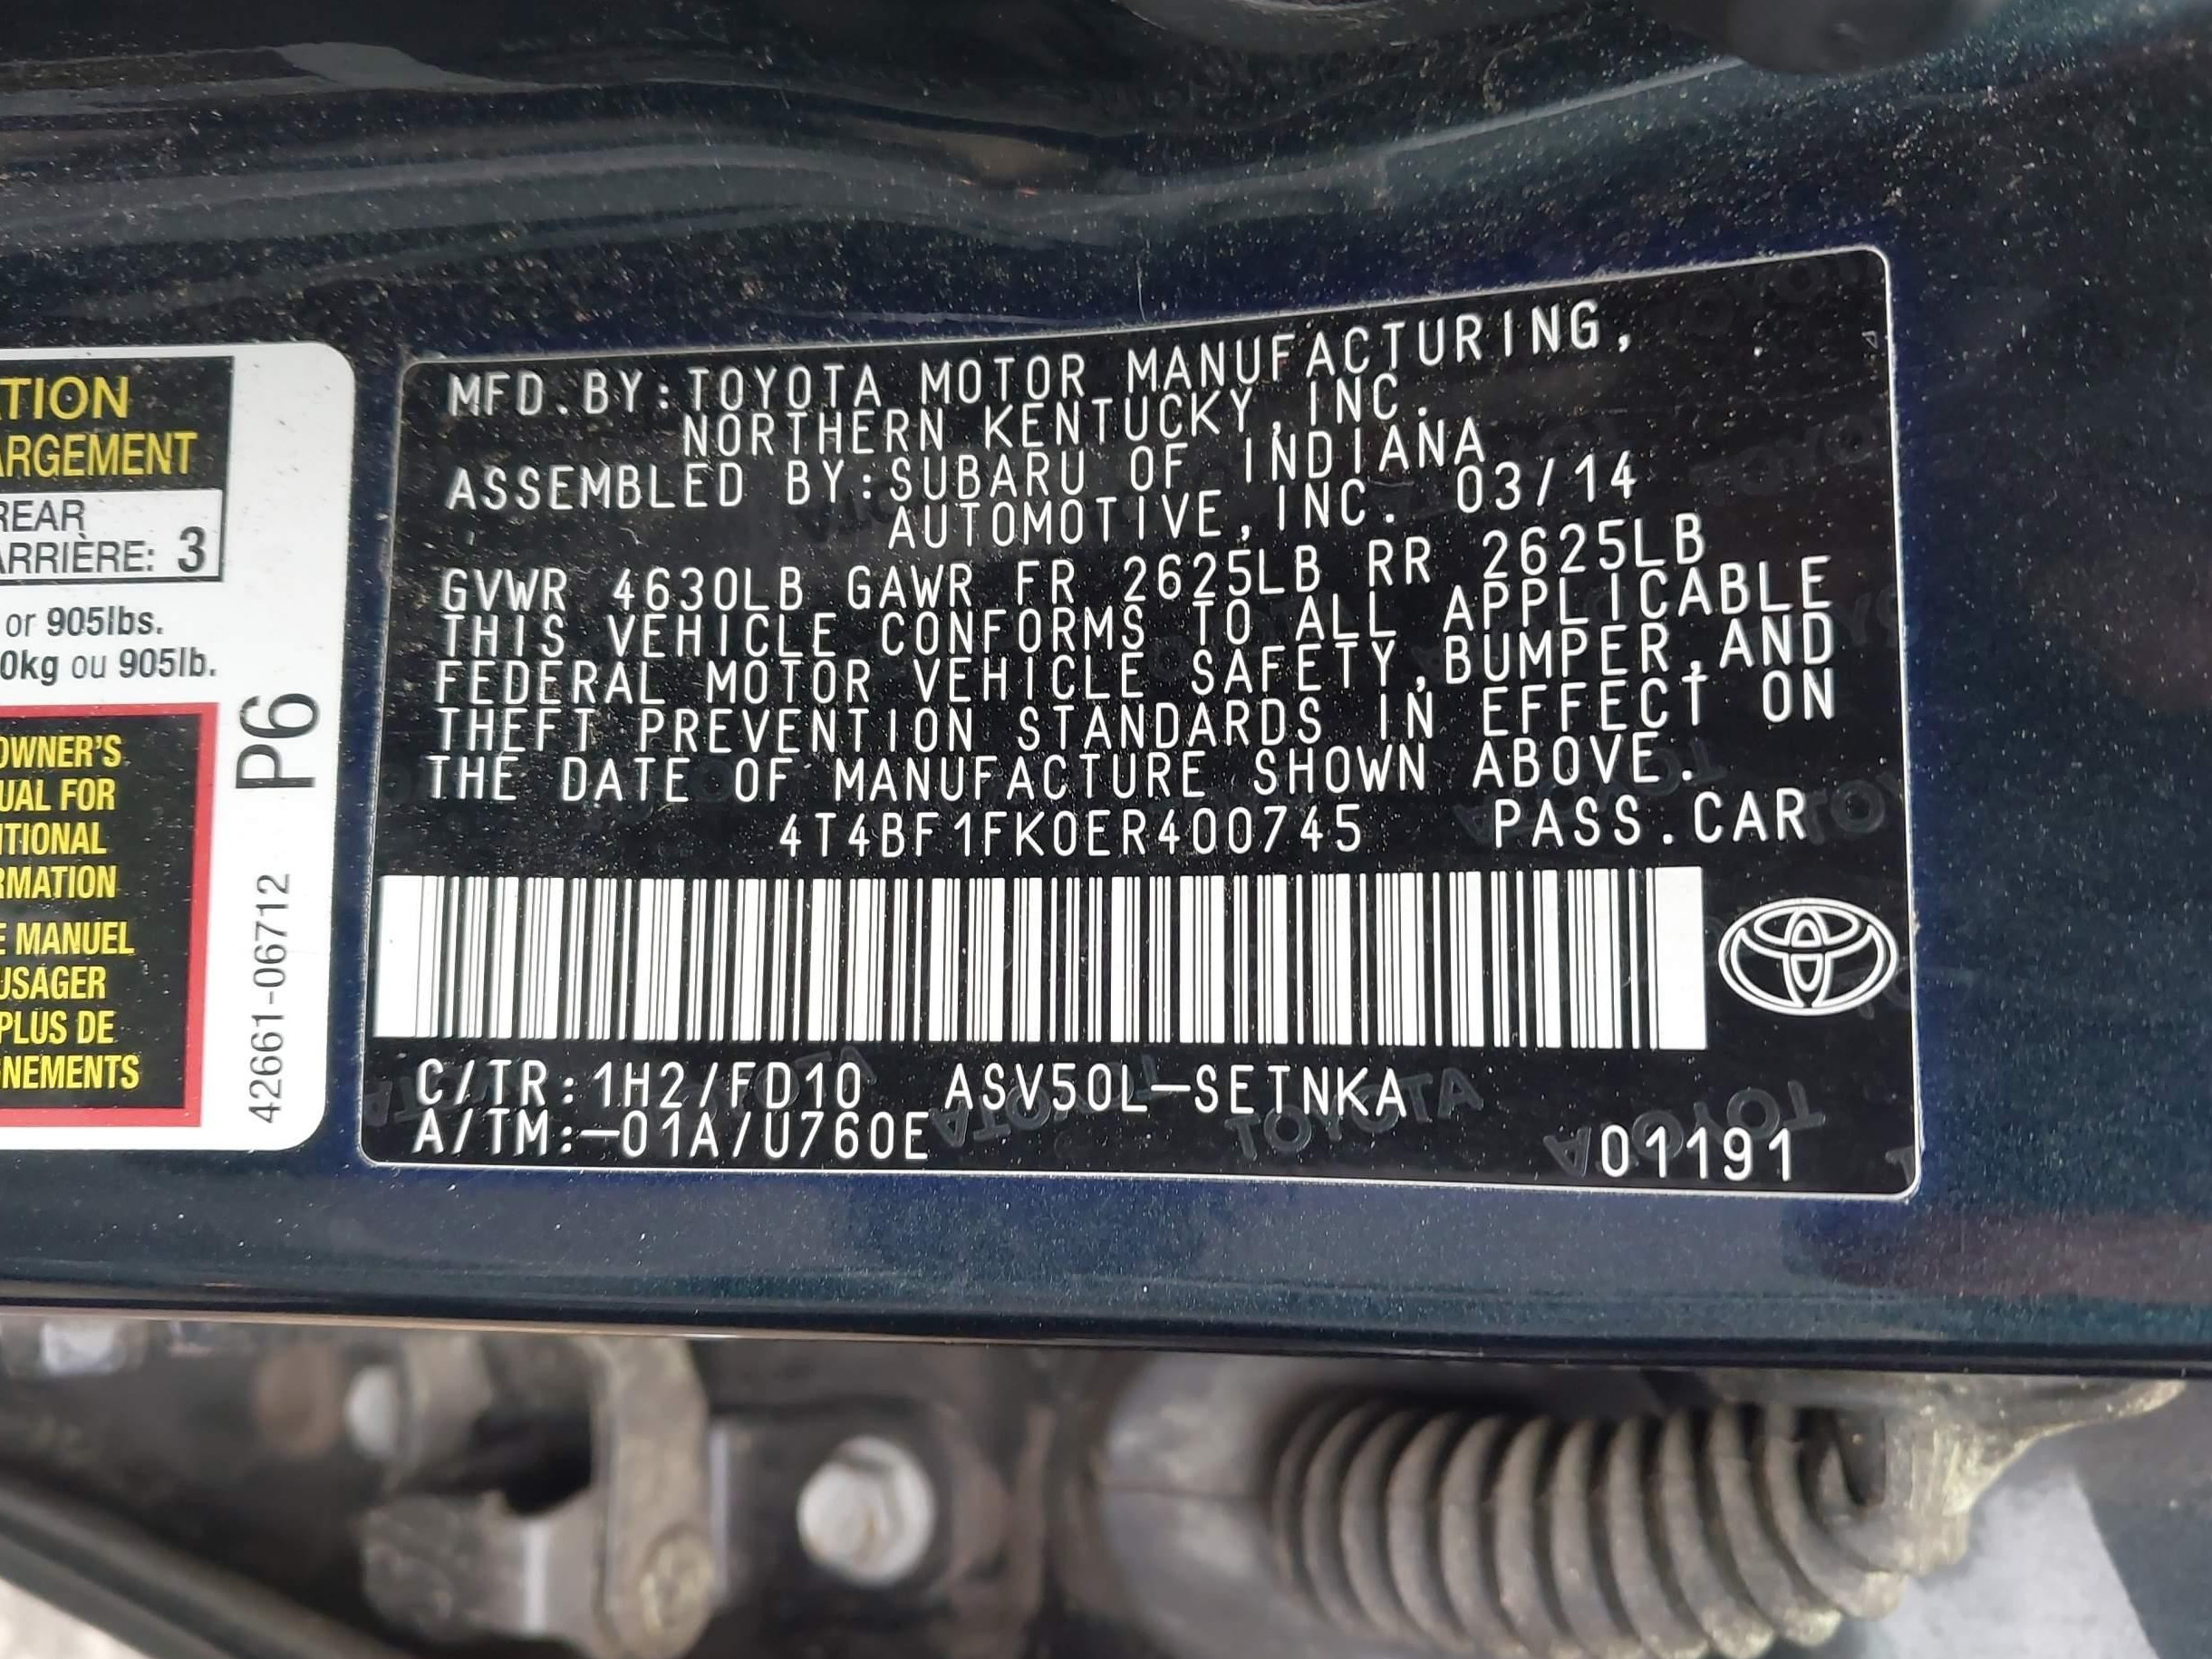 TION
ARGEMENT
REAR
ARRIÈRE: 3
or 905lbs.
0kg ou 905lb.
OWNER'S
UAL FOR
ITIONAL
RMATION
E MANUEL
USAGER
PLUS DE
GNEMENTS
P6
42661-06712
MFD.BY:TOYOTA MOTOR MANUFACTURING,
NORTHERN KENTUCKY,INC.
ASSEMBLED BY:SUBARU OF INDIANA
AUTOMOTIVE,INC. 03/14
GVWR 4630LB GAWR FR 2625LB RR 2625LB
THIS VEHICLE CONFORMS TO ALL APPLICABLE
FEDERAL MOTOR VEHICLE SAFETY,BUMPER,AND
THEFT PREVENTION STANDARDS IN EFFECT ON
THE DATE OF MANUFACTURE SHOWN ABOVE.
4T4BF1FK0ER400745 PASS.CAR
C/TR:1H2/FD10 ASV50L-SETNKA
A/TM:-01A/U760E
01191